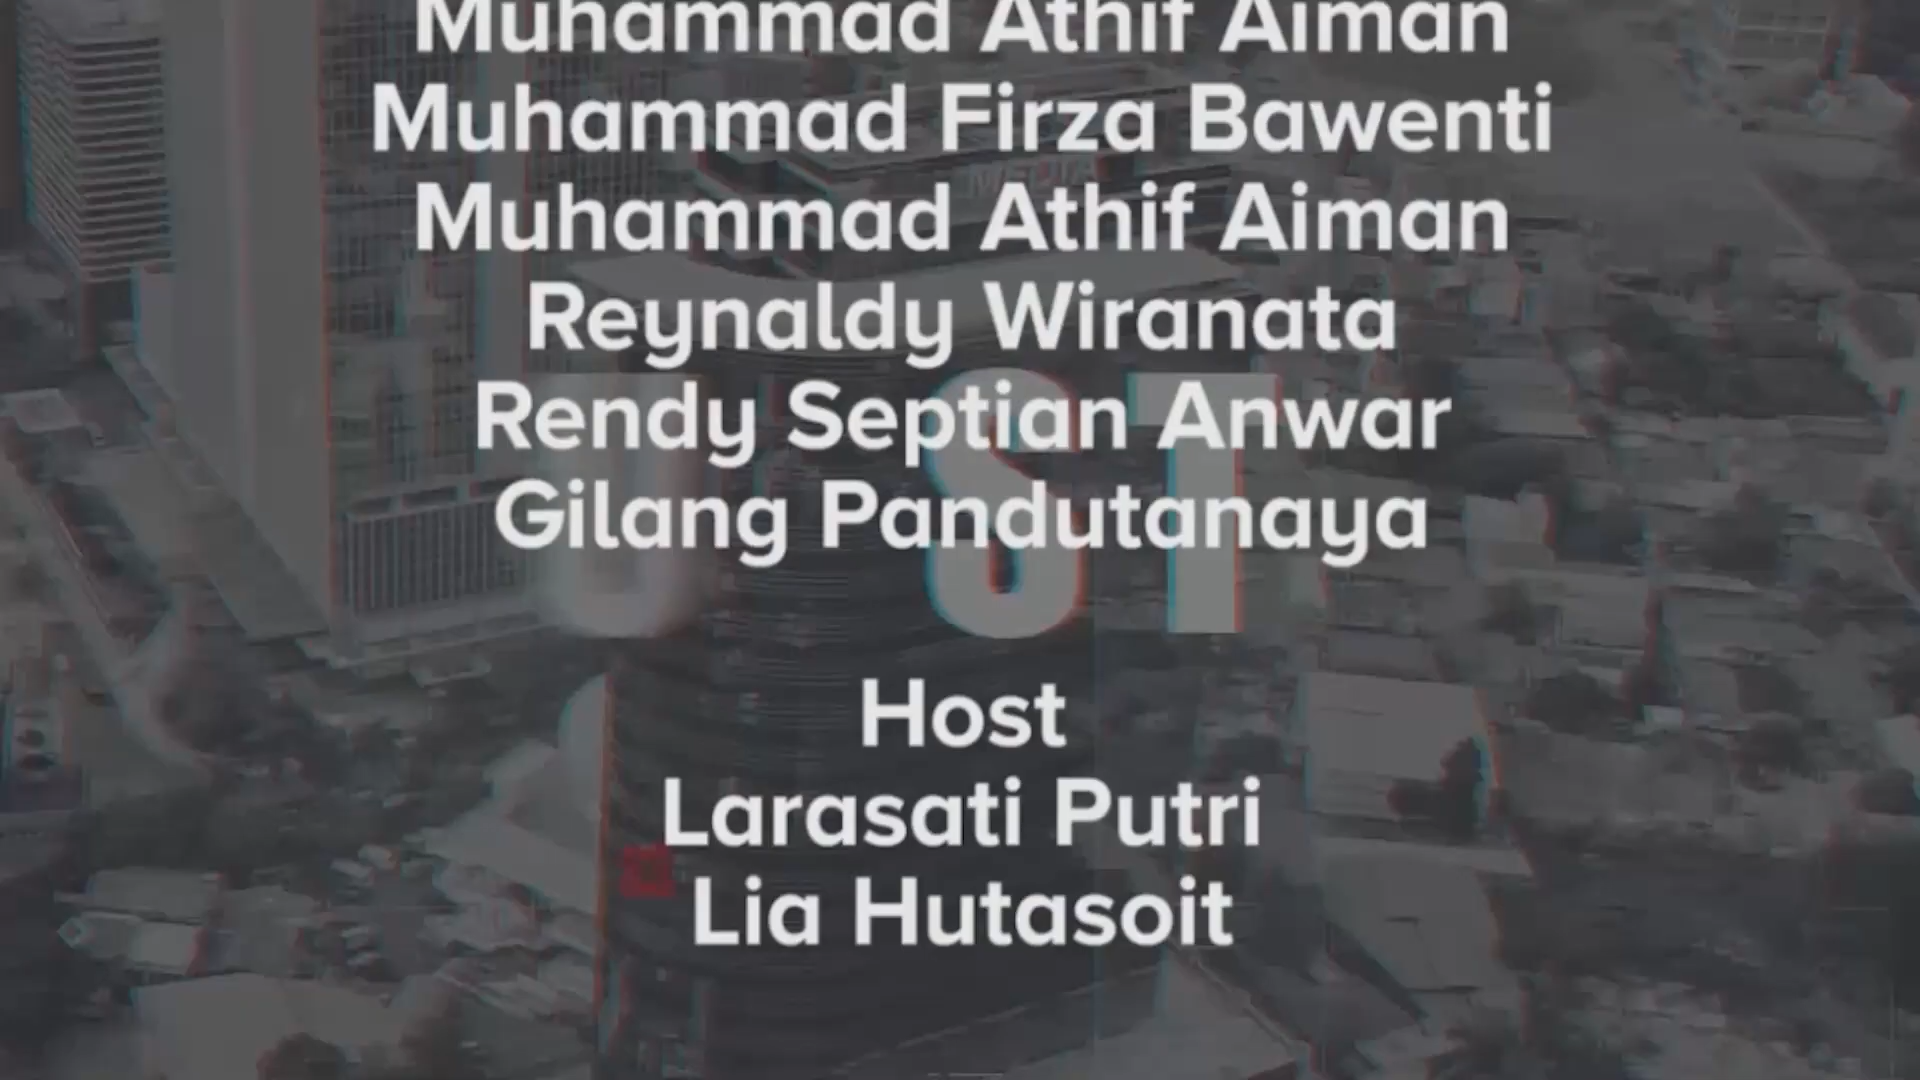 Muhammad Athif Aiman
Muhammad Firza Bawenti
Muhammad Athif Aiman
Reynaldy Wiranata
Rendy Septian Anwar
Gilang Pandutanaya
U ST
Host
Larasati Putri
Lia Hutasoit